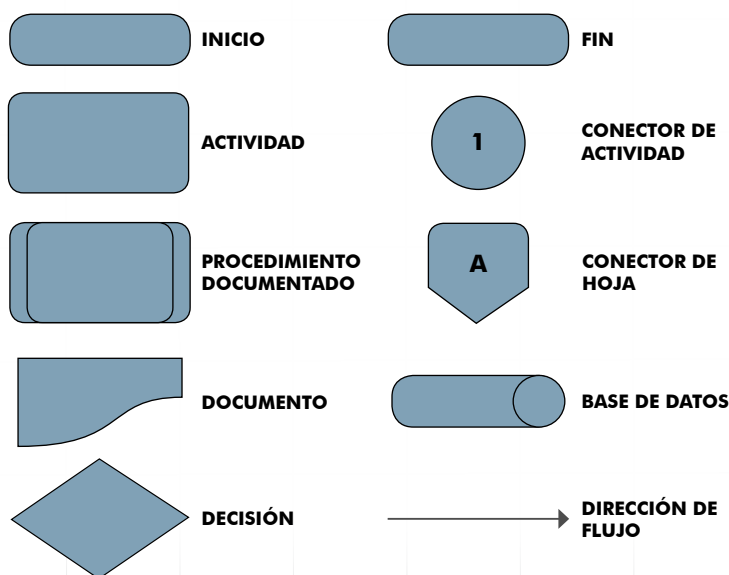 INICIO
FIN
ACTIVIDAD
1
CONECTOR DE
ACTIVIDAD
PROCEDIMIENTO
DOCUMENTADO
A
CONECTOR DE
HOJA
DOCUMENTO
BASE DE DATOS
DECISIÓN
DIRECCIÓN DE
FLUJO